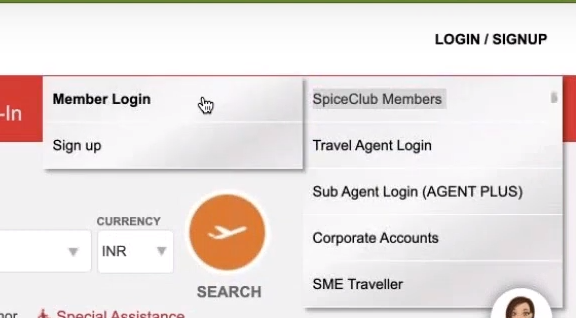 LOGIN / SIGNUP
-In
Member Login
SpiceClub Members
Sign up
Travel Agent Login
Sub Agent Login (AGENT PLUS)
CURRENCY
INR
Corporate Accounts
SEARCH
SME Traveller
Special Assistance